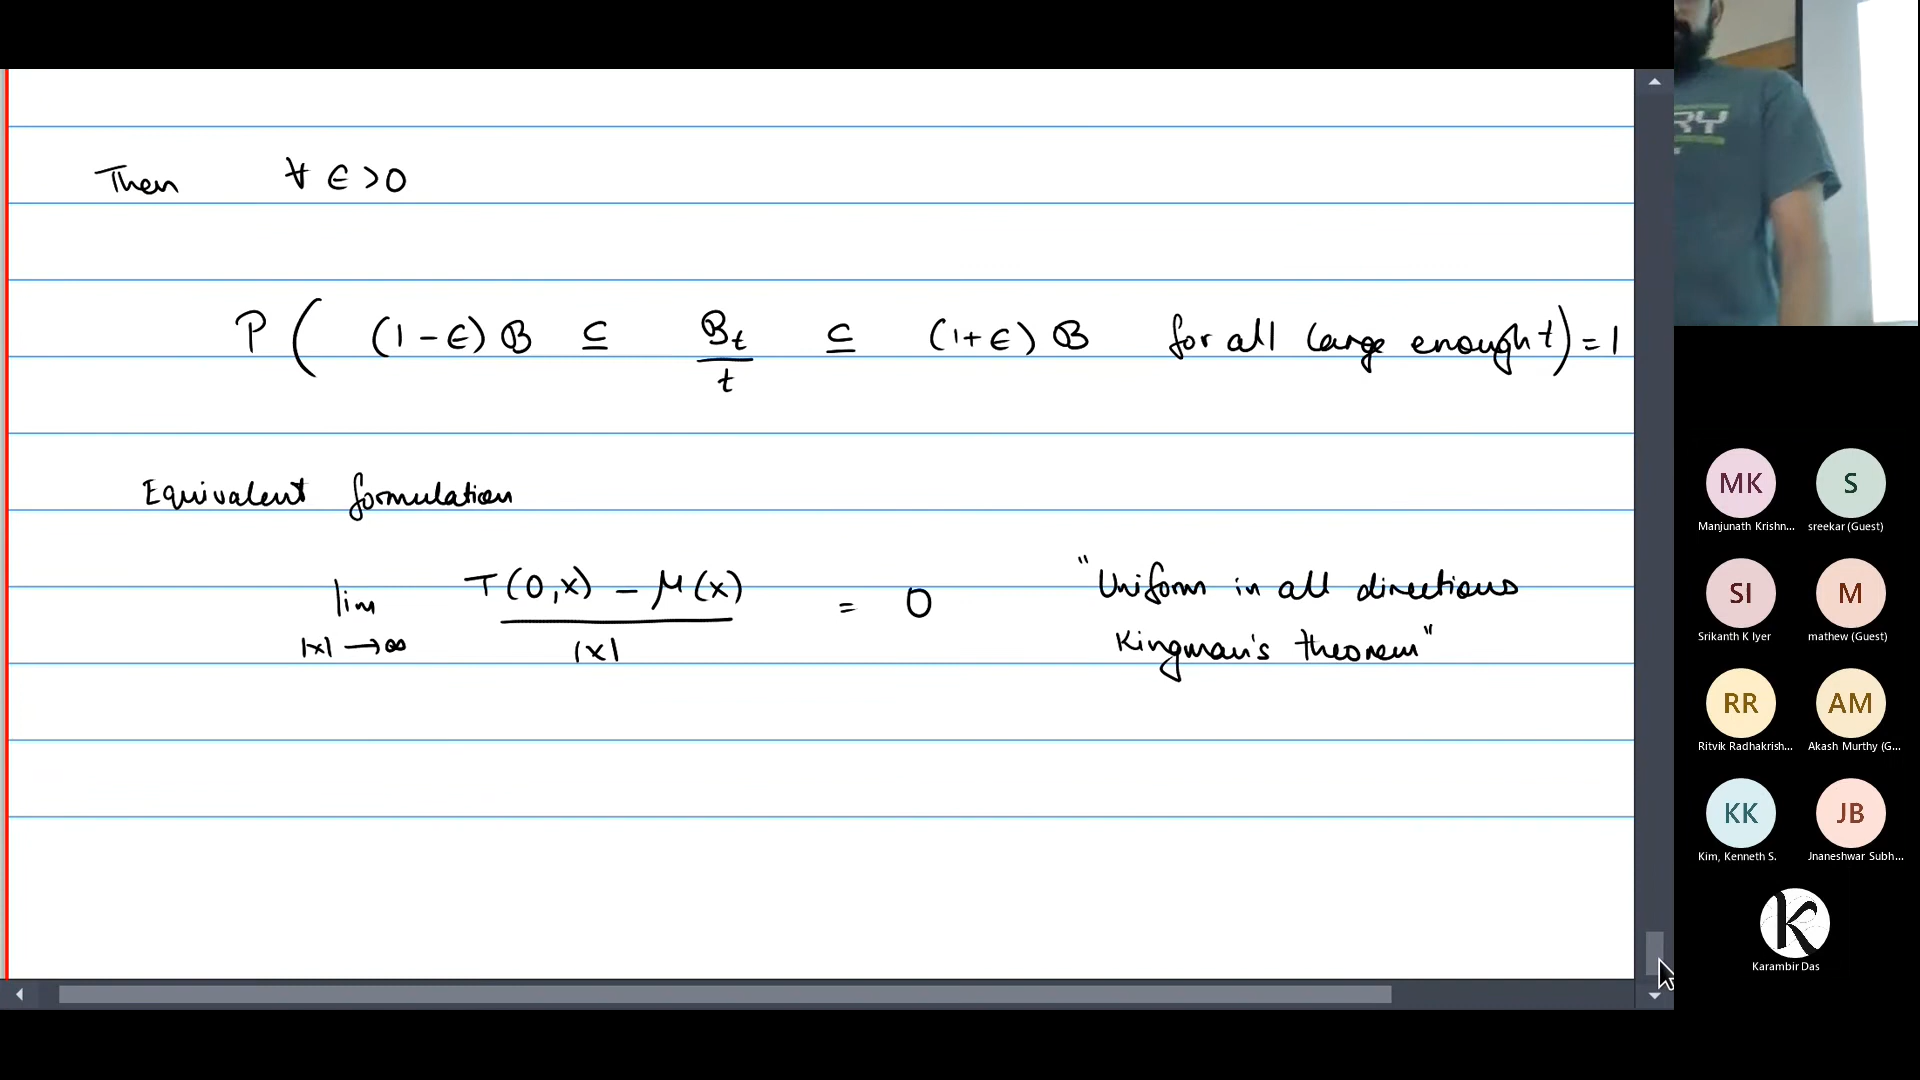 Then ∀ ∈ > 0
P ( (1-∈) B ⊆ B_t / t ⊆ (1+∈) B for all large enough t ) = 1
Equivalent formulation
lim |x| → ∞ T(0,x) - μ(x) / |x| = 0
"Uniform in all directions
Kingman's theorem"
RY
MK
S
Manjunath Krishn...
sreekar (Guest)
SI
M
Srikanth K Iyer
mathew (Guest)
RR
AM
Ritvik Radhakrish...
Akash Murthy (G...
KK
JB
Kim, Kenneth S.
Jnaneshwar Subh...
K
Karambir Das